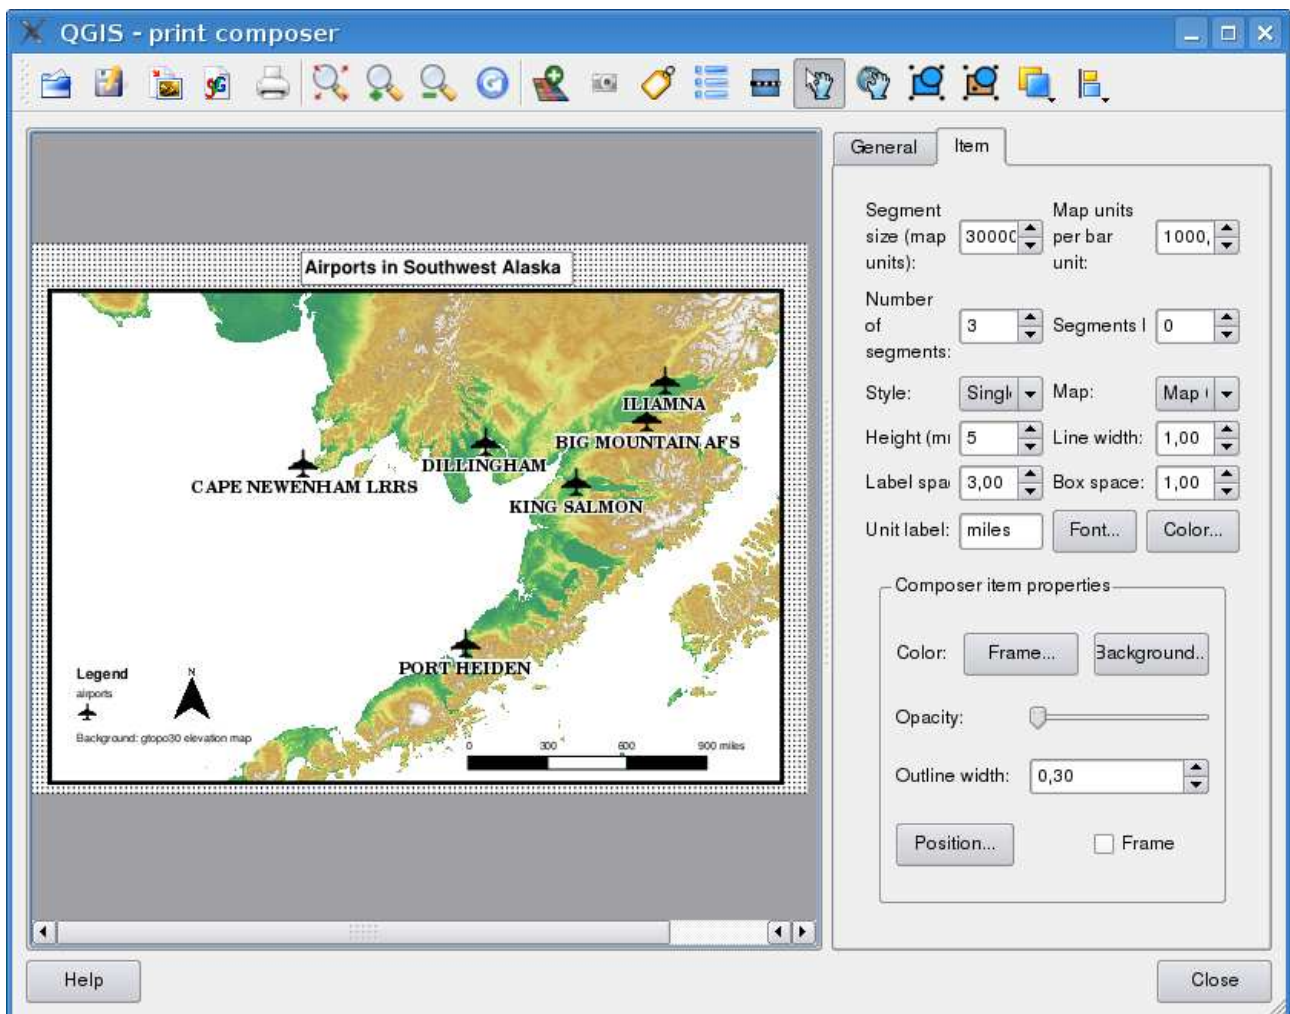 QGIS - print composer
General
Item
Segment size (map units):
30000
Map units per bar unit:
1000,
Number of segments:
3
Segments l
0
Style:
Singl
Map:
Map
Height (m
5
Line width:
1,00
Label spa
3,00
Box space:
1,00
Unit label:
miles
Font...
Color...
Composer item properties
Color:
Frame...
Background..
Opacity:
Outline width:
0,30
Position...
Frame
Airports in Southwest Alaska
ILIAMNA
BIG MOUNTAIN AFS
DILLINGHAM
CAPE NEWENHAM LRRS
KING SALMON
PORT HEIDEN
Legend
airports
N
Background: gtopo30 elevation map
0 300 600 900 miles
Help
Close